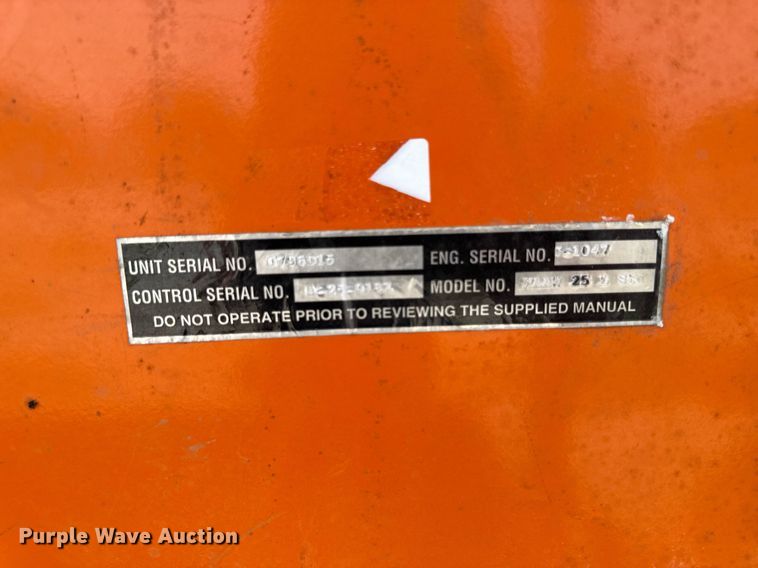 UNIT SERIAL NO. ENG. SERIAL NO.
CONTROL SERIAL NO. MODEL NO. 25
DO NOT OPERATE PRIOR TO REVIEWING THE SUPPLIED MANUAL
Purple Wave Auction